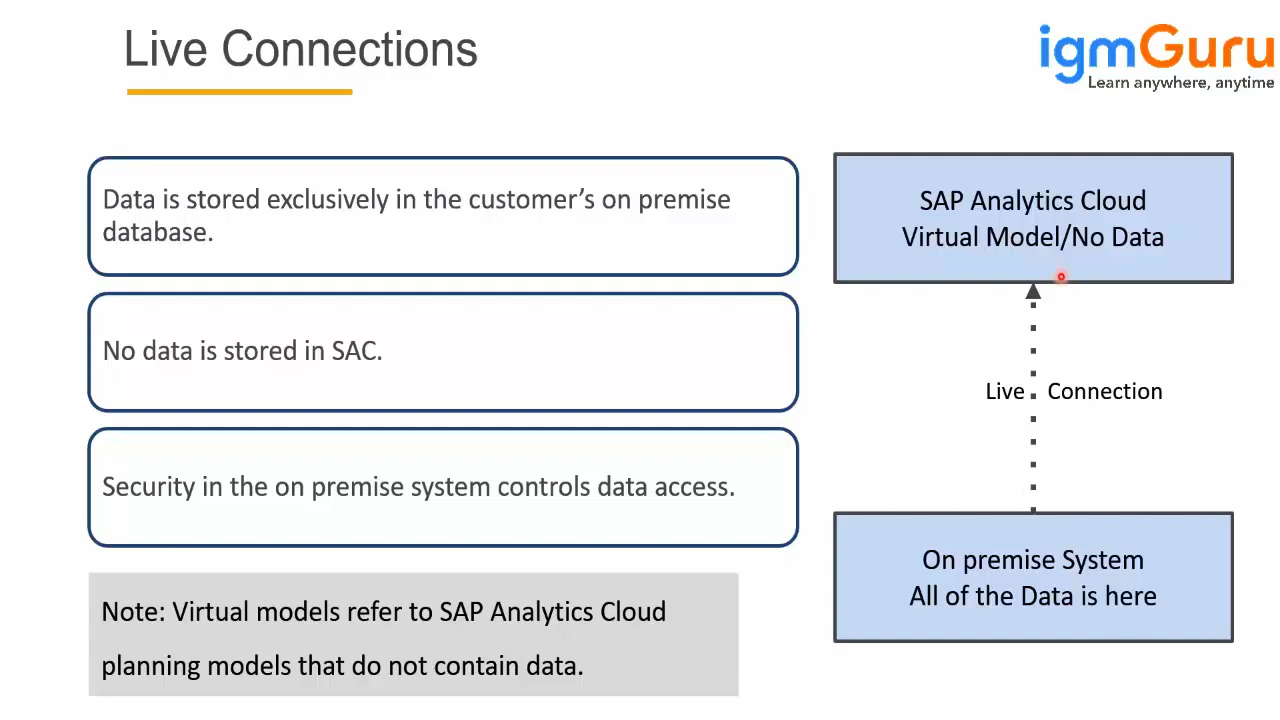 Live Connections
igmGuru
Learn anywhere, anytime
Data is stored exclusively in the customer’s on premise
database.
No data is stored in SAC.
Security in the on premise system controls data access.
Note: Virtual models refer to SAP Analytics Cloud
planning models that do not contain data.
SAP Analytics Cloud
Virtual Model/No Data
Live Connection
On premise System
All of the Data is here